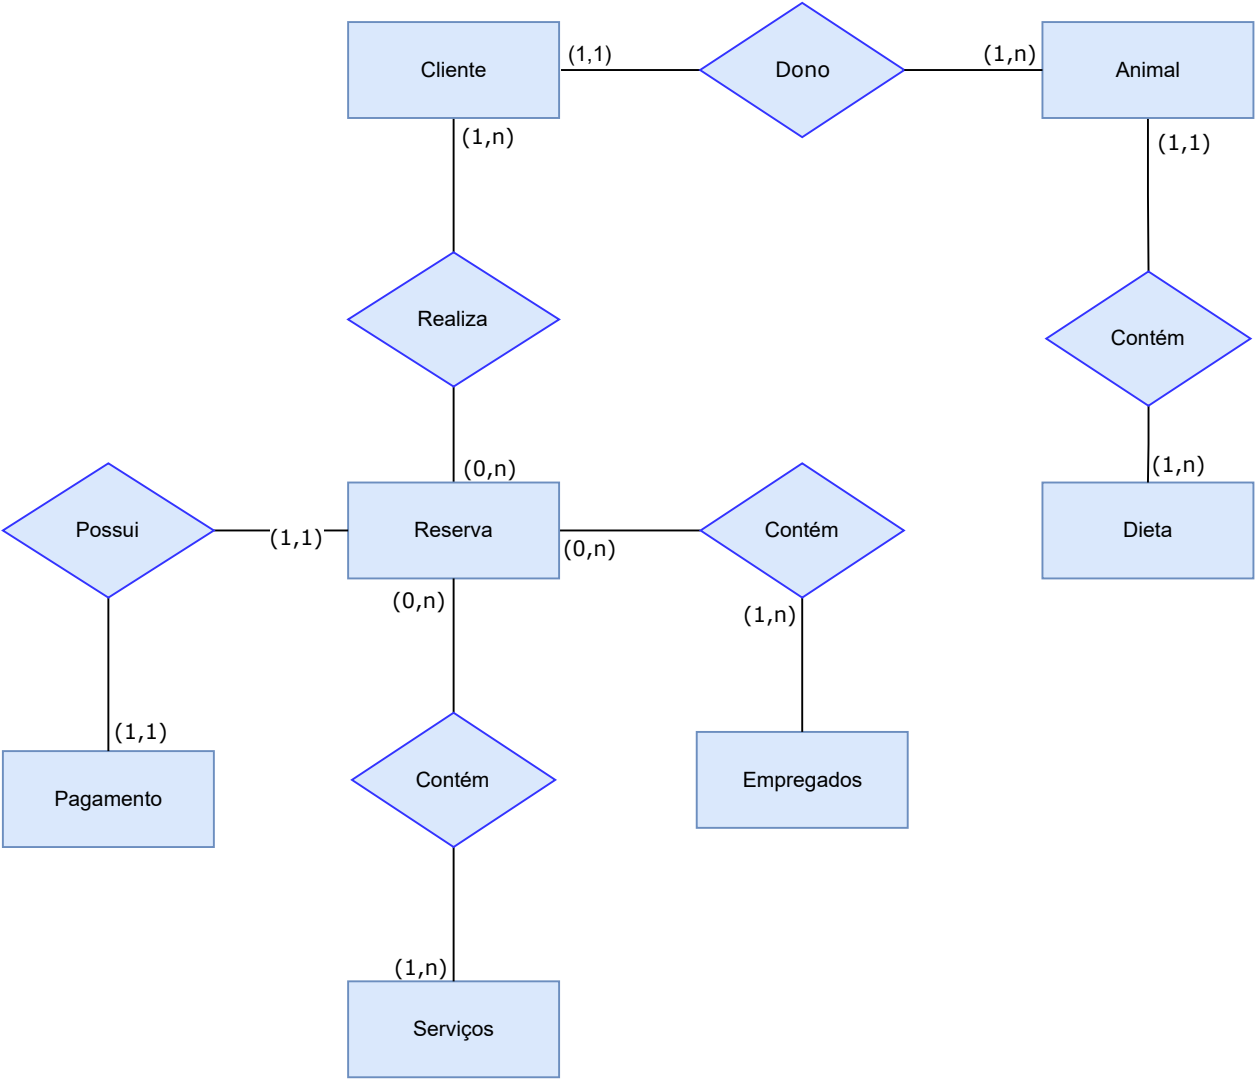 Cliente
(1,1)
Dono
(1,n)
Animal
(1,n)
(1,1)
Realiza
Contém
(0,n)
(1,n)
Possui
(1,1)
Reserva
(0,n)
Contém
Dieta
(0,n)
(1,n)
(1,1)
Pagamento
Contém
Empregados
(1,n)
Serviços